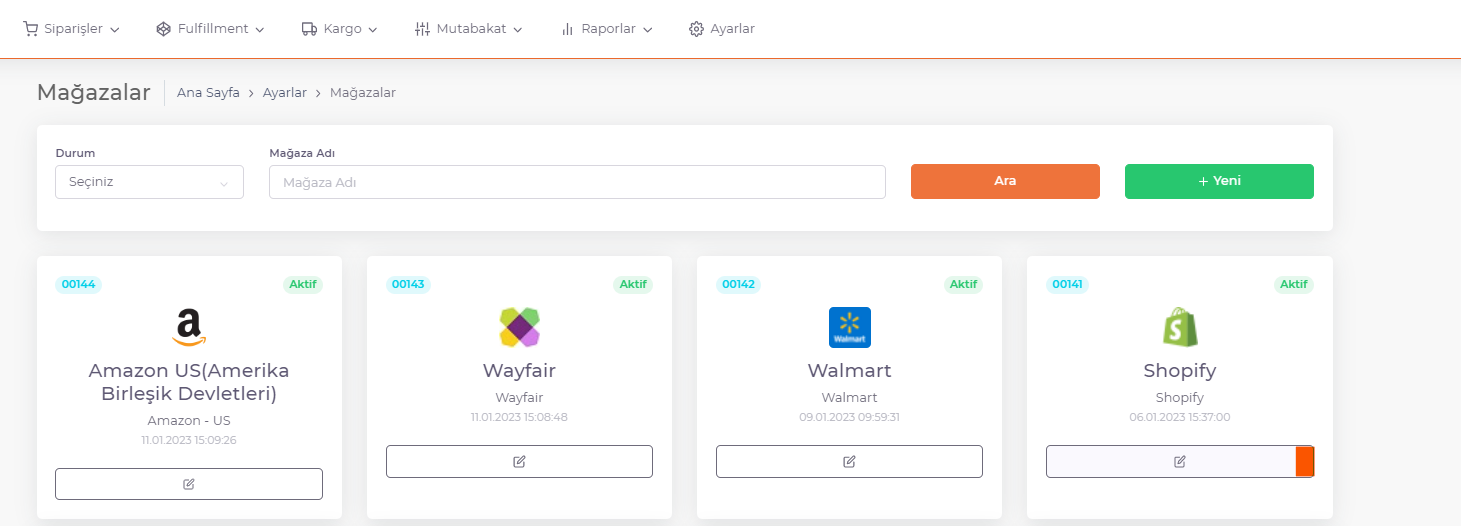 Siparişler Fulfillment Kargo Mutabakat Raporlar Ayarlar
Mağazalar Ana Sayfa > Ayarlar > Mağazalar
Durum Mağaza Adı
Seçiniz Mağaza Adı Ara + Yeni
00144 Aktif 00143 Aktif 00142 Aktif 00141 Aktif
Walmart
Amazon US(Amerika
Birleşik Devletleri)
Amazon - US
11.01.2023 15:09:26
Wayfair
Wayfair
11.01.2023 15:08:48
Walmart
Walmart
09.01.2023 09:59:31
Shopify
Shopify
06.01.2023 15:37:00